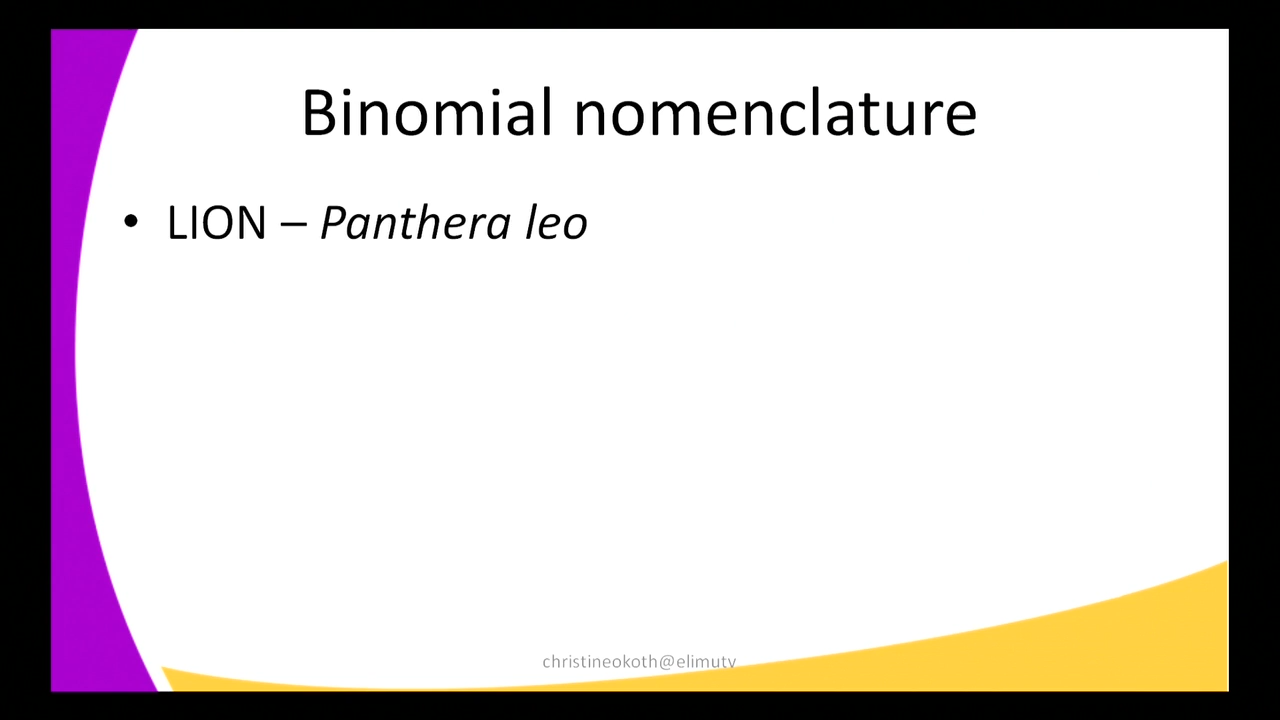 Binomial nomenclature
• LION – Panthera leo
christineokoth@elimutv